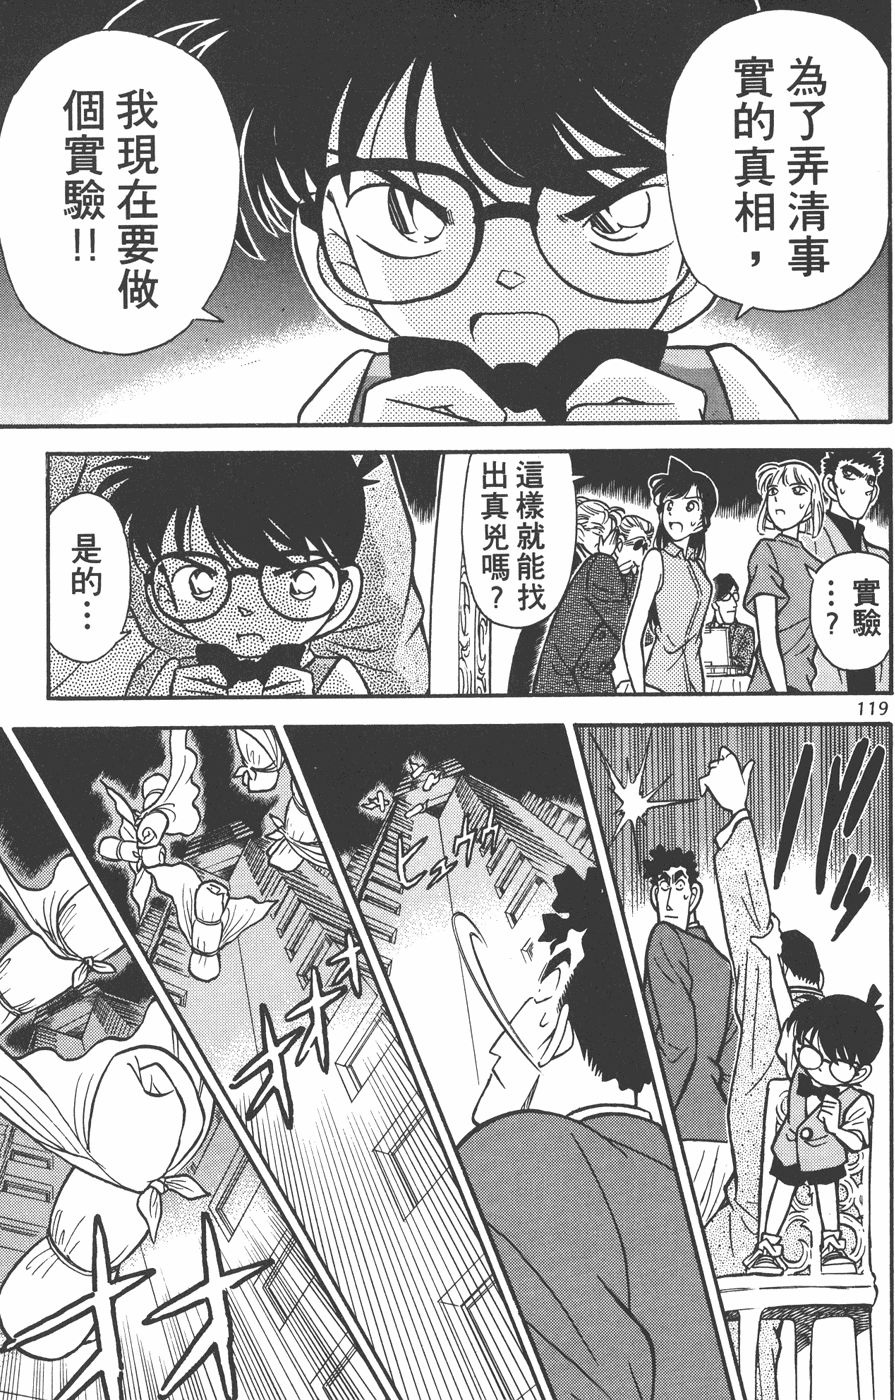 為了弄清事
實的真相，
我現在要做
個實驗!!
實驗
…?
這樣就能找
出真兇嗎?
是的…
119
ヒュウウ
オオオ
オオ